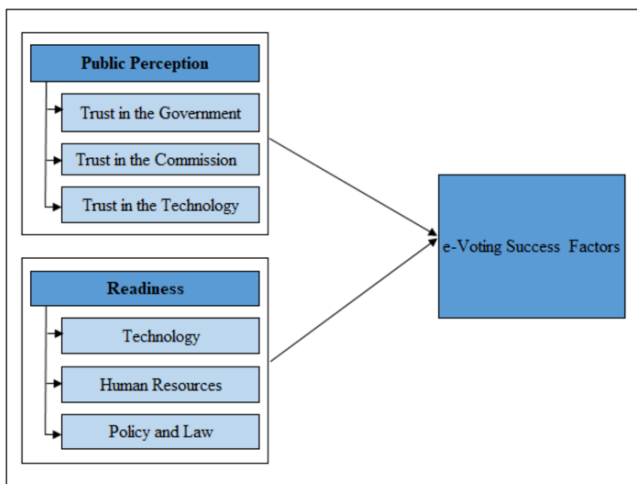 Public Perception
Trust in the Government
Trust in the Commission
Trust in the Technology
e-Voting Success Factors
Readiness
Technology
Human Resources
Policy and Law